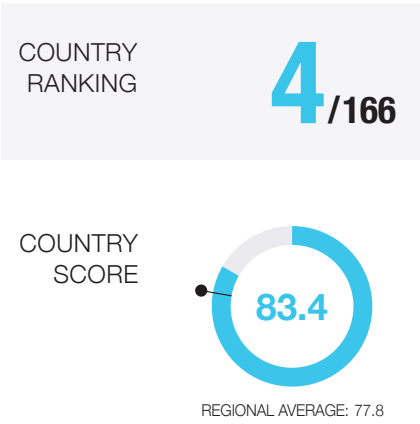 COUNTRY
RANKING
4/166
COUNTRY
SCORE
83.4
REGIONAL AVERAGE: 77.8